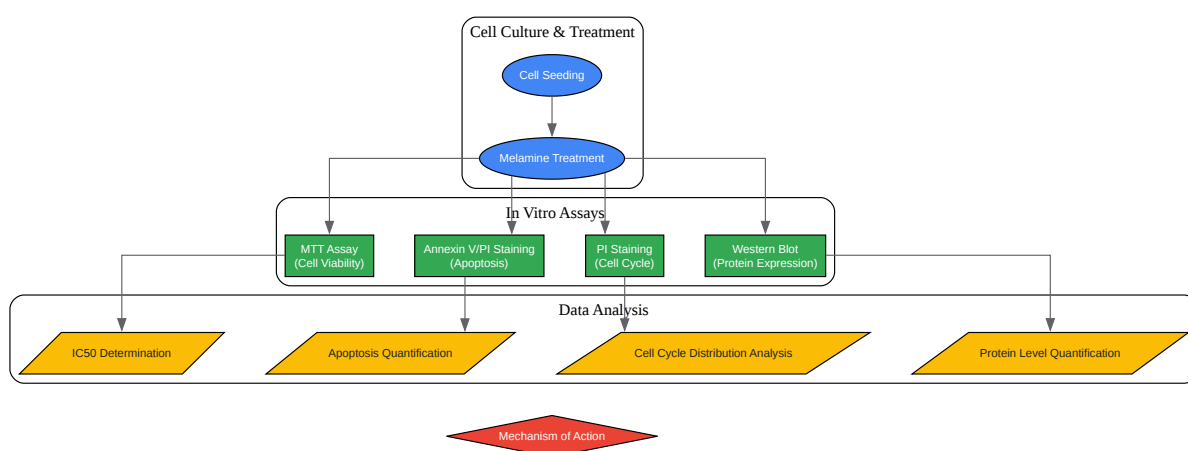 Cell Culture & Treatment
Cell Seeding
Melamine Treatment
In Vitro Assays
MTT Assay
(Cell Viability)
Annexin V/PI Staining
(Apoptosis)
PI Staining
(Cell Cycle)
Western Blot
(Protein Expression)
Data Analysis
IC50 Determination
Apoptosis Quantification
Cell Cycle Distribution Analysis
Protein Level Quantification
Mechanism of Action